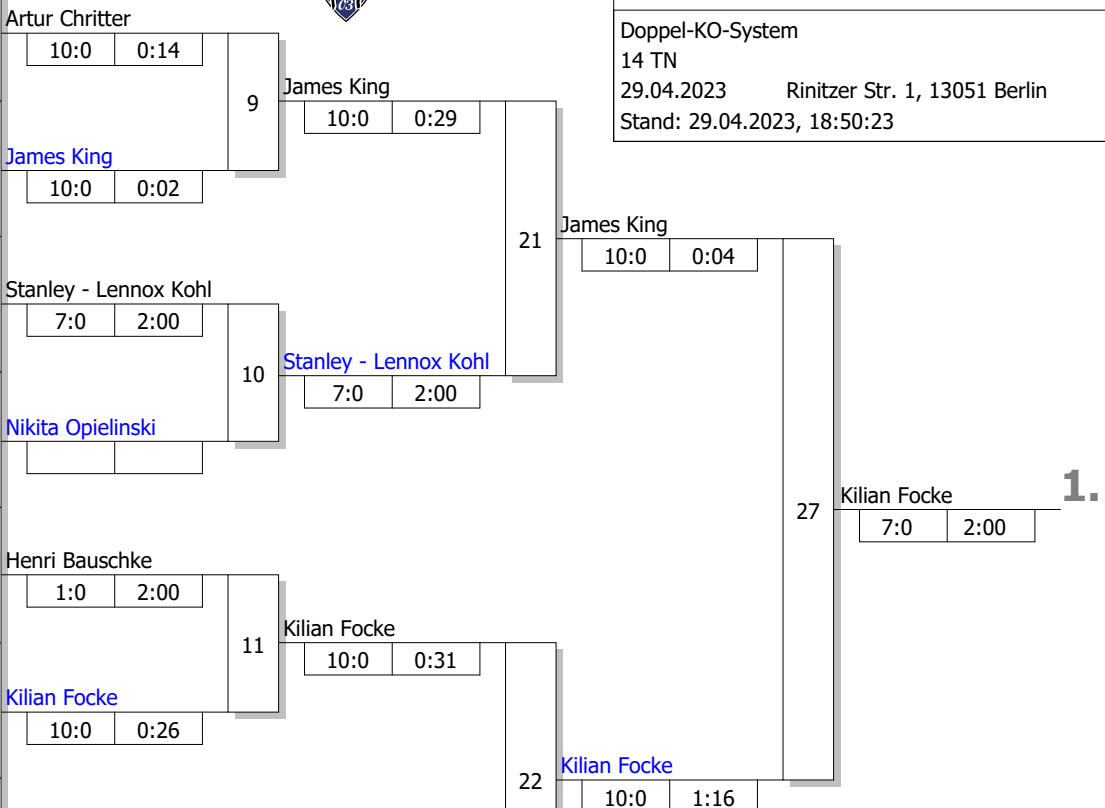 C3
Artur Chritter
10:0 0:14
9
James King
10:0 0:29
James King
10:0 0:02
Doppel-KO-System
14 TN
29.04.2023 Rinitzer Str. 1, 13051 Berlin
Stand: 29.04.2023, 18:50:23
21
James King
10:0 0:04
Stanley - Lennox Kohl
7:0 2:00
10
Stanley - Lennox Kohl
7:0 2:00
Nikita Opielinski
27
Kilian Focke
7:0 2:00
1.
Henri Bauschke
1:0 2:00
11
Kilian Focke
10:0 0:31
Kilian Focke
10:0 0:26
22
Kilian Focke
10:0 1:16